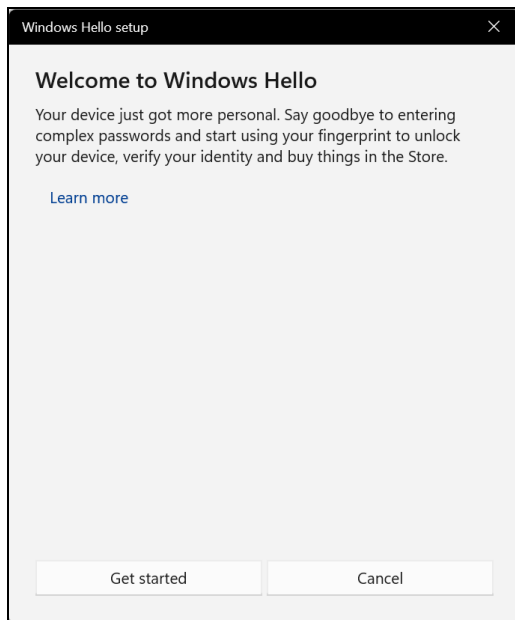 Windows Hello setup
Welcome to Windows Hello
Your device just got more personal. Say goodbye to entering
complex passwords and start using your fingerprint to unlock
your device, verify your identity and buy things in the Store.
Learn more
Get started
Cancel